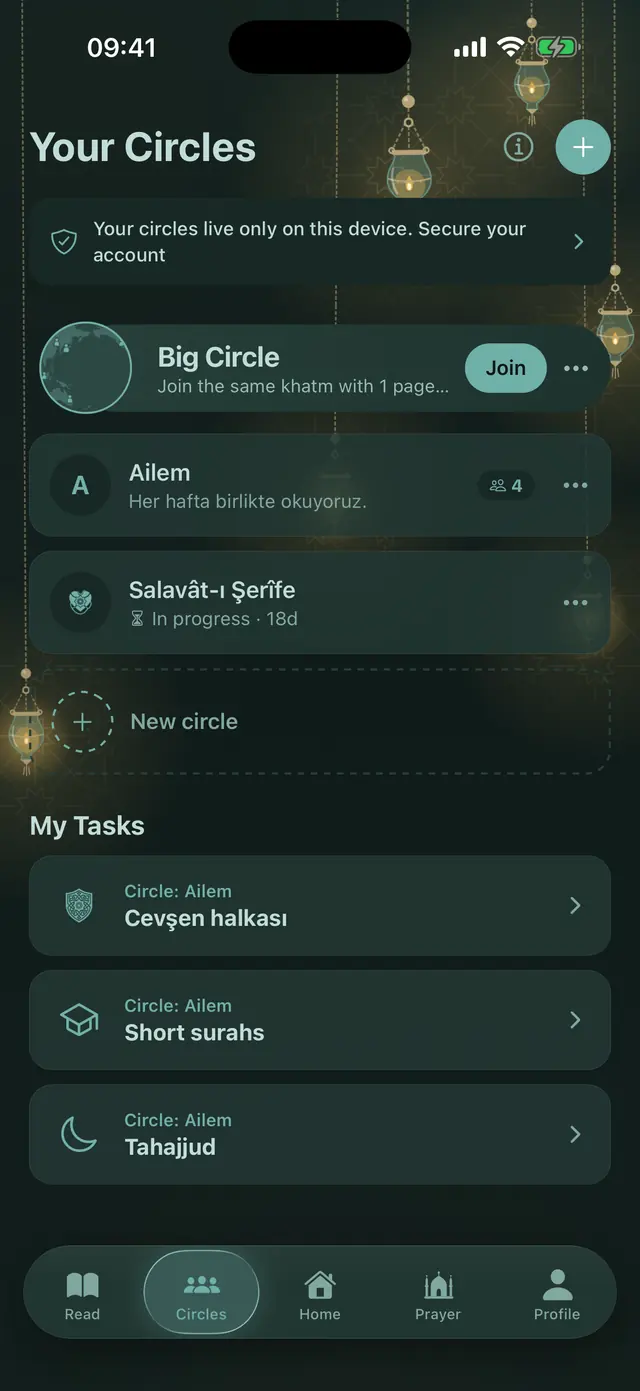 09:41
Your Circles
Your circles live only on this device. Secure your
account
Big Circle
Join the same khatm with 1 page...
Join
A
Ailem
Her hafta birlikte okuyoruz.
4
Salavât-ı Şerîfe
In progress · 18d
New circle
My Tasks
Circle: Ailem
Cevşen halkası
Circle: Ailem
Short surahs
Circle: Ailem
Tahajjud
Read
Circles
Home
Prayer
Profile